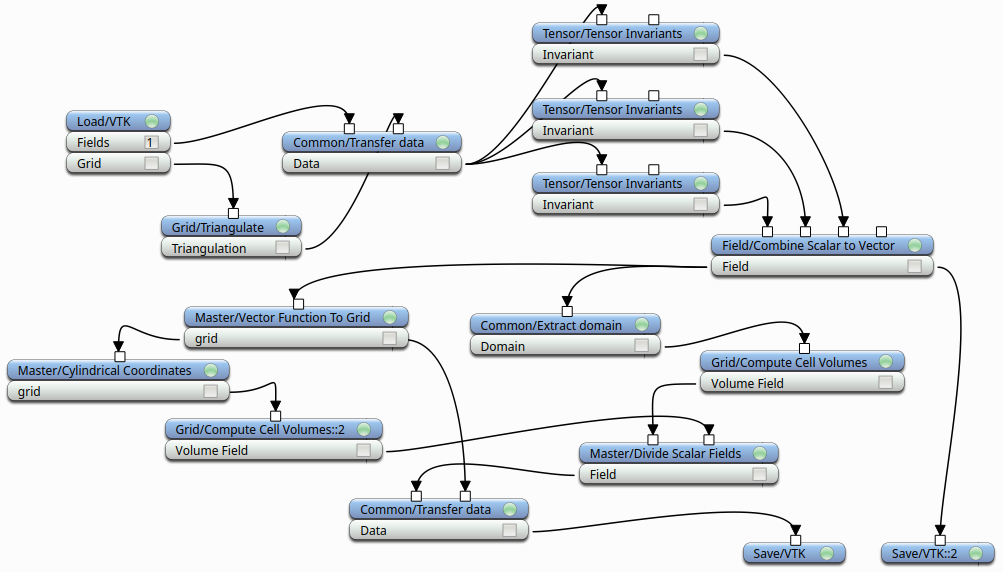 Tensor/Tensor Invariants
Invariant
Tensor/Tensor Invariants
Invariant
Load/VTK
Fields 1
Grid
Common/Transfer data
Data
Tensor/Tensor Invariants
Invariant
Grid/Triangulate
Triangulation
Field/Combine Scalar to Vector
Field
Master/Vector Function To Grid
grid
Common/Extract domain
Domain
Master/Cylindrical Coordinates
grid
Grid/Compute Cell Volumes
Volume Field
Grid/Compute Cell Volumes::2
Volume Field
Master/Divide Scalar Fields
Field
Common/Transfer data
Data
Save/VTK
Save/VTK::2